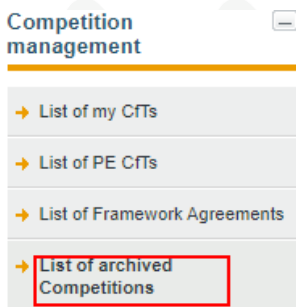 Competition
management
List of my CfTs
List of PE CfTs
List of Framework Agreements
List of archived
Competitions